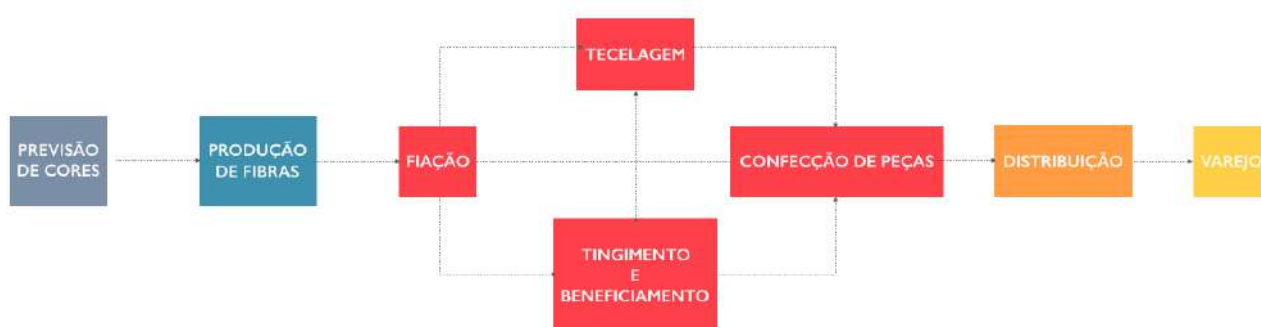 PREVISÃO
DE CORES
PRODUÇÃO
DE FIBRAS
FIAÇÃO
TECELAGEM
TINGIMENTO
E
BENEFICIAMENTO
CONFECÇÃO DE PEÇAS
DISTRIBUIÇÃO
VAREJO